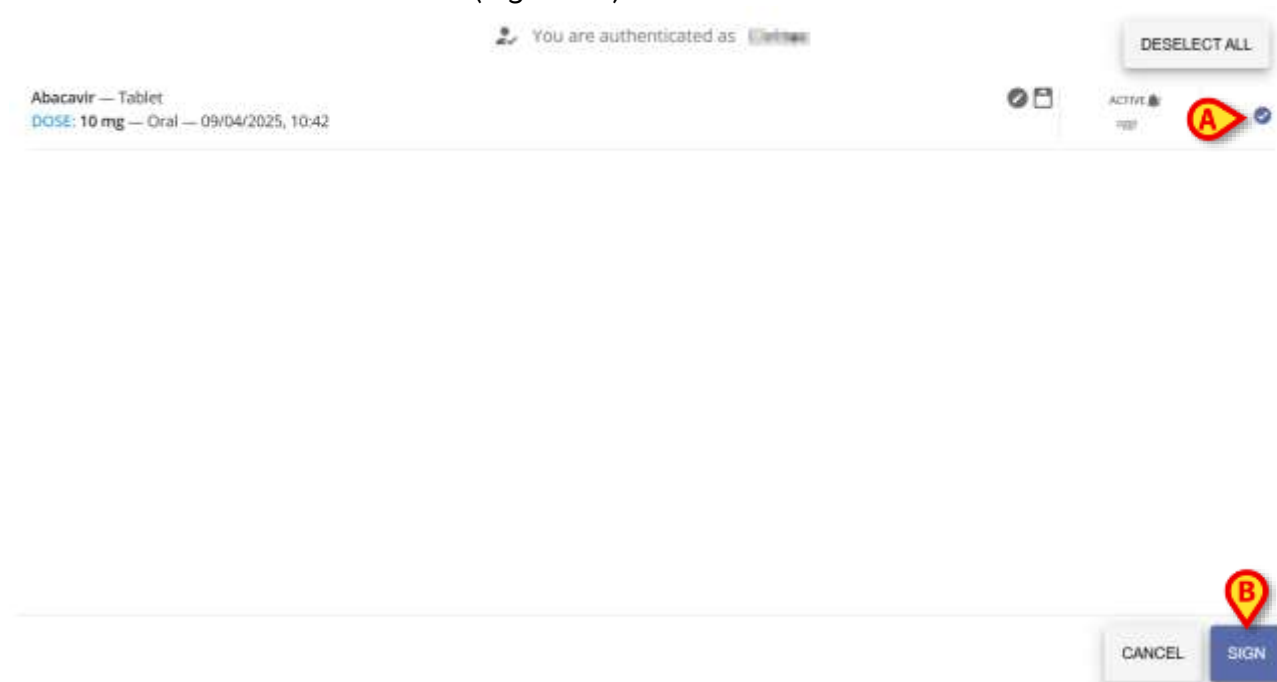 You are authenticated as
DESELECT ALL
Abacavir — Tablet
DOSE: 10 mg — Oral — 09/04/2025, 10:42
ACTIVE
A
B
CANCEL
SIGN